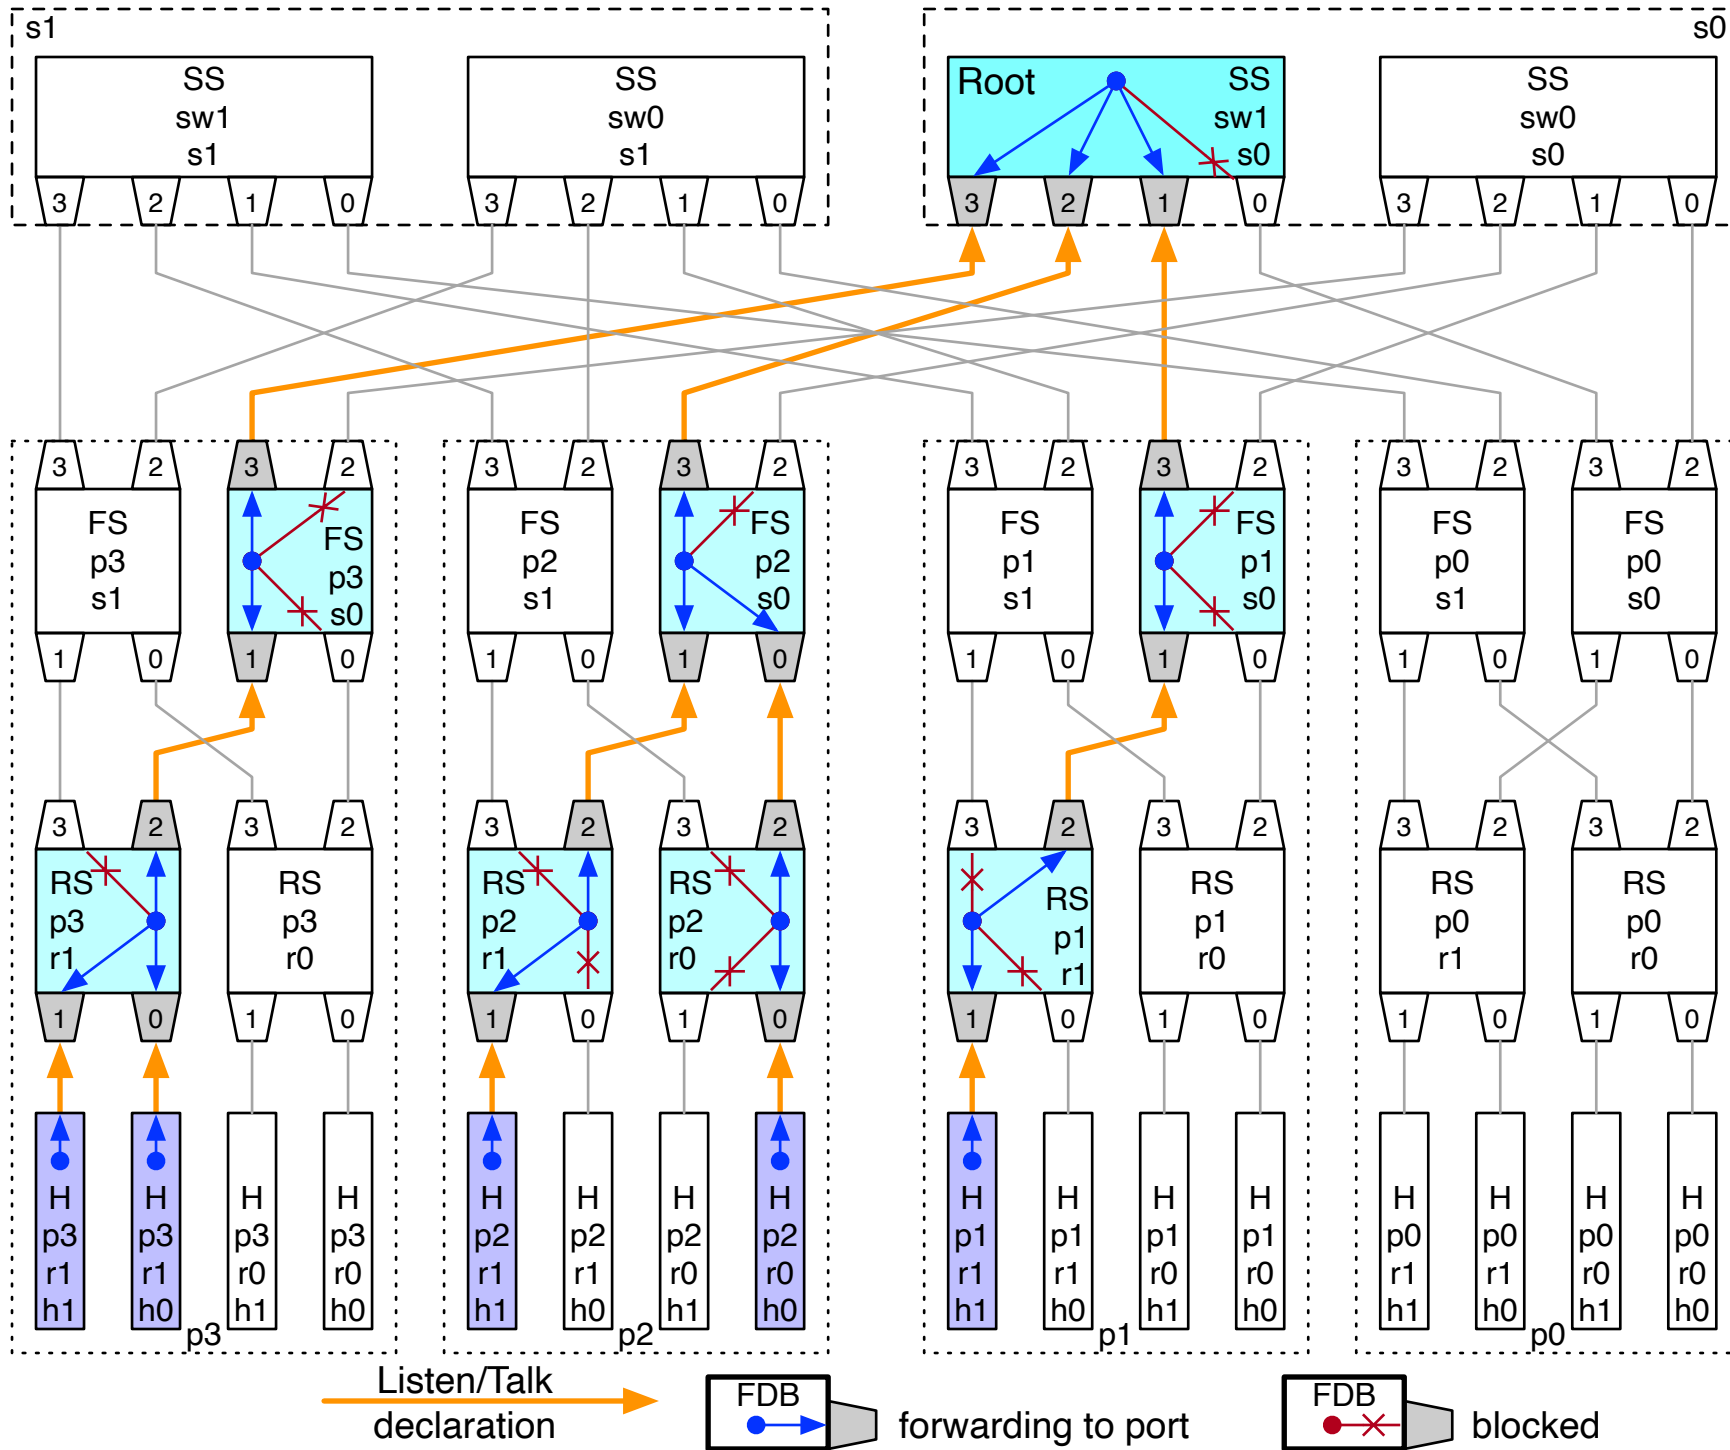 s1
s0
SS
sw1
s1
SS
sw0
s1
Root
SS
sw1
s0
SS
sw0
s0
3 2 1 0
3 2 1 0
3 2 1 0
3 2 1 0
3 2
3 2
3 2
3 2
3 2
3 2
3 2
3 2
FS
p3
s1
FS
p3
s0
FS
p2
s1
FS
p2
s0
FS
p1
s1
FS
p1
s0
FS
p0
s1
FS
p0
s0
1 0
1 0
1 0
1 0
1 0
1 0
1 0
1 0
3 2
3 2
3 2
3 2
3 2
3 2
3 2
3 2
RS
p3
r1
RS
p3
r0
RS
p2
r1
RS
p2
r0
RS
p1
r1
RS
p1
r0
RS
p0
r1
RS
p0
r0
1 0
1 0
1 0
1 0
1 0
1 0
1 0
1 0
H
p3
r1
h1
H
p3
r1
h0
H
p3
r0
h1
H
p3
r0
h0
H
p2
r1
h1
H
p2
r1
h0
H
p2
r0
h1
H
p2
r0
h0
H
p1
r1
h1
H
p1
r1
h0
H
p1
r0
h1
H
p1
r0
h0
H
p0
r1
h1
H
p0
r1
h0
H
p0
r0
h1
H
p0
r0
h0
p3
p2
p1
p0
Listen/Talk
declaration
FDB
forwarding to port
FDB
blocked